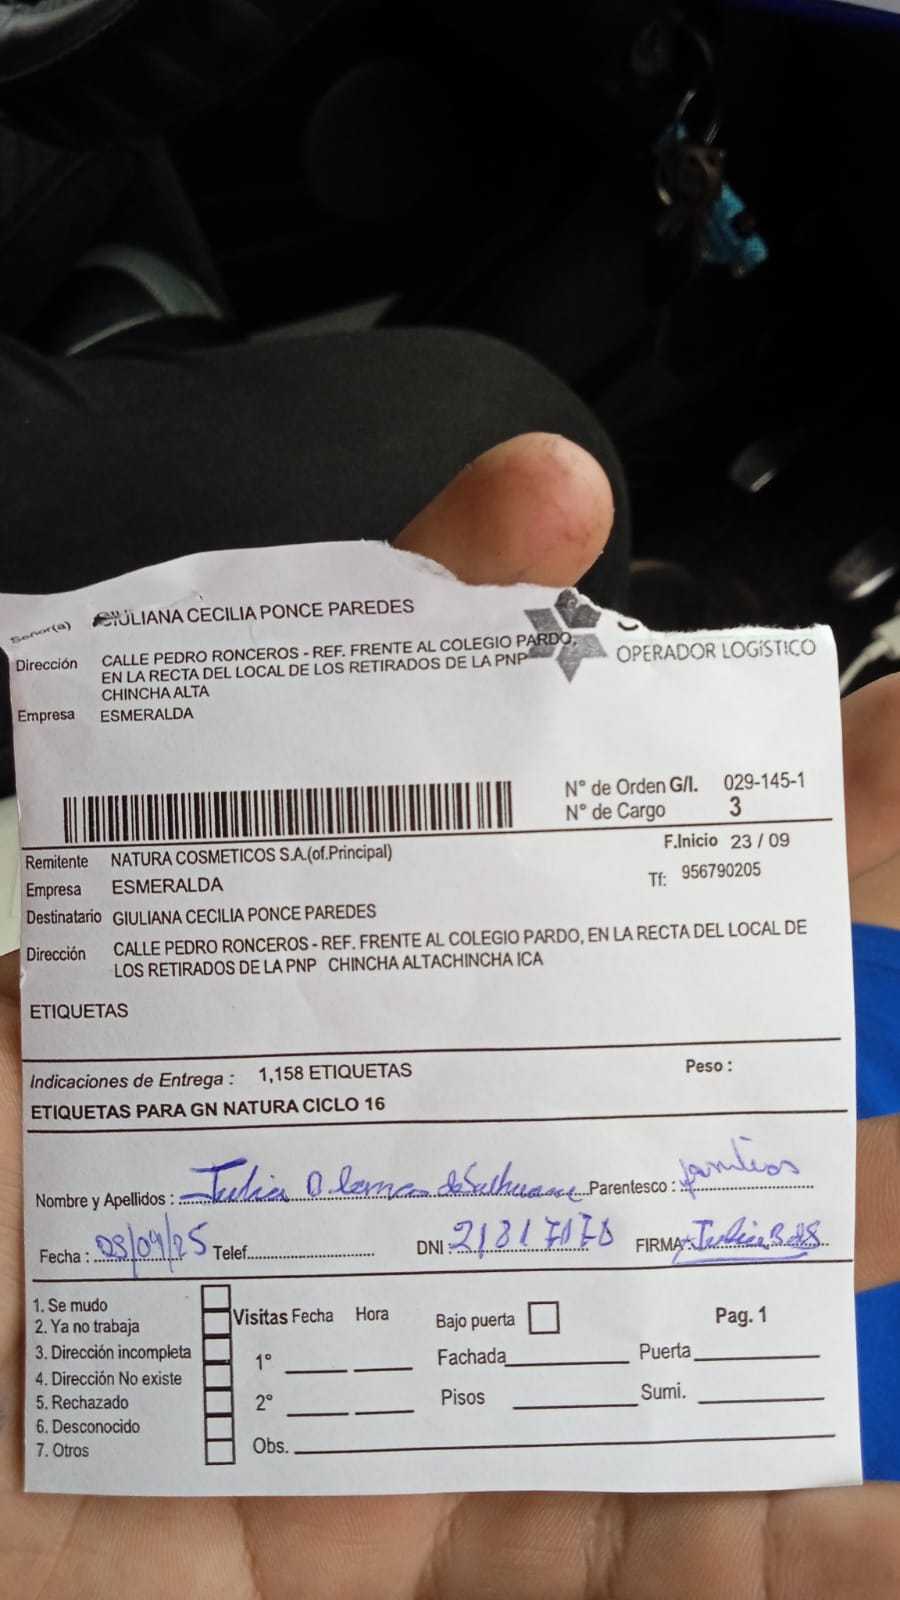 Señor(a) GIULIANA CECILIA PONCE PAREDES
Dirección CALLE PEDRO RONCEROS - REF. FRENTE AL COLEGIO PARDO,
EN LA RECTA DEL LOCAL DE LOS RETIRADOS DE LA PNP
CHINCHA ALTA
Empresa ESMERALDA
OPERADOR LOGÍSTICO
N° de Orden G/I. 029-145-1
N° de Cargo 3
Remitente NATURA COSMETICOS S.A.(of.Principal) F.Inicio 23 / 09
Empresa ESMERALDA Tf: 956790205
Destinatario GIULIANA CECILIA PONCE PAREDES
Dirección CALLE PEDRO RONCEROS - REF. FRENTE AL COLEGIO PARDO, EN LA RECTA DEL LOCAL DE
LOS RETIRADOS DE LA PNP CHINCHA ALTACHINCHA ICA
ETIQUETAS
Indicaciones de Entrega : 1,158 ETIQUETAS Peso :
ETIQUETAS PARA GN NATURA CICLO 16
Nombre y Apellidos : Julia Parentesco :
Fecha : Telef. DNI FIRMA
1. Se mudo
2. Ya no trabaja
3. Dirección incompleta
4. Dirección No existe
5. Rechazado
6. Desconocido
7. Otros
Visitas Fecha Hora Bajo puerta Pag. 1
1° Fachada Puerta
2° Pisos Sumi.
Obs.